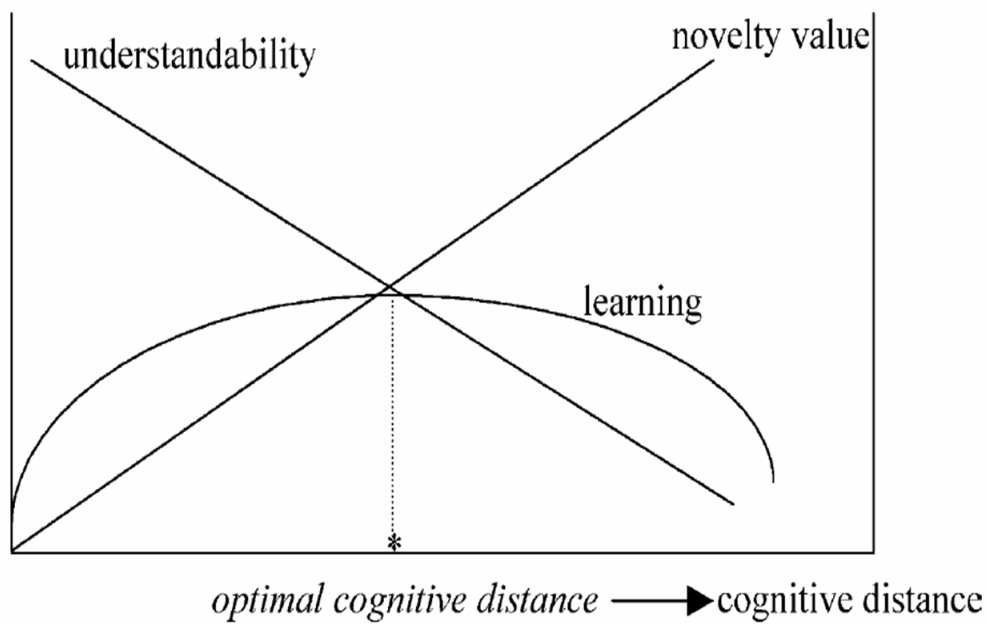 novelty value
understandability
learning
*
optimal cognitive distance cognitive distance